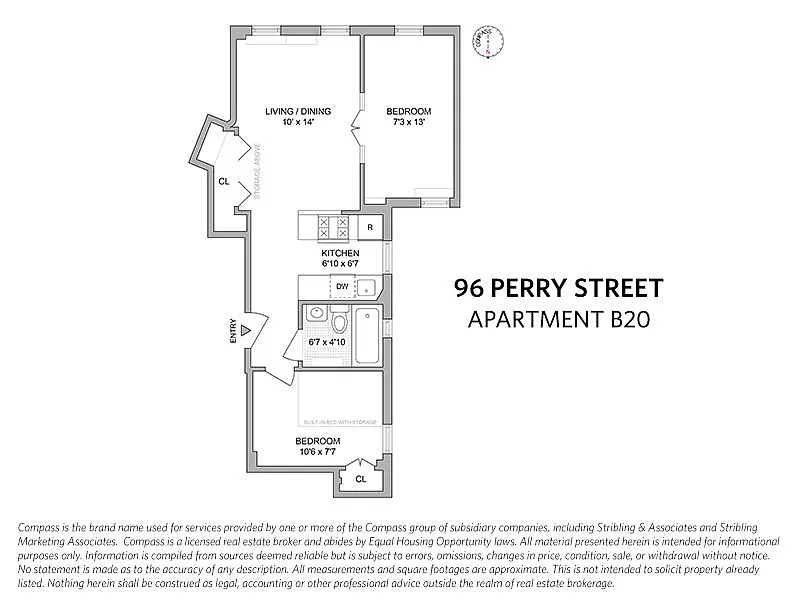 COMPASS
N
LIVING / DINING
10' x 14'
BEDROOM
7'3 x 13'
STORAGE ABOVE
CL
R
KITCHEN
6'10 x 6'7
DW
96 PERRY STREET
APARTMENT B20
ENTRY
6'7 x 4'10
BUILT-IN BED WITH STORAGE
BEDROOM
10'6 x 7'7
CL
Compass is the brand name used for services provided by one or more of the Compass group of subsidiary companies, including Stribling & Associates and Stribling
Marketing Associates.  Compass is a licensed real estate broker and abides by Equal Housing Opportunity laws. All material presented herein is intended for informational
purposes only. Information is compiled from sources deemed reliable but is subject to errors, omissions, changes in price, condition, sale, or withdrawal without notice.
No statement is made as to the accuracy of any description. All measurements and square footages are approximate. This is not intended to solicit property already
listed. Nothing herein shall be construed as legal, accounting or other professional advice outside the realm of real estate brokerage.